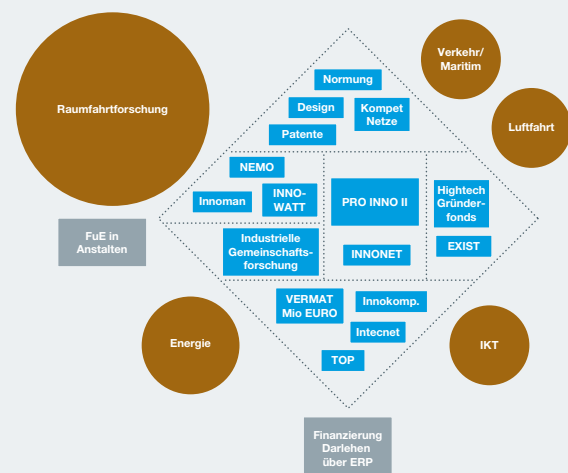 Raumfahrtforschung
Verkehr/
Maritim
Luftfahrt
Normung
Design
Kompet
Netze
Patente
NEMO
Innoman
INNO-
WATT
PRO INNO II
Hightech
Gründer-
fonds
FuE in
Anstalten
Industrielle
Gemeinschafts-
forschung
INNONET
EXIST
VERMAT
Mio EURO
Innokomp.
Intecnet
TOP
Energie
IKT
Finanzierung
Darlehen
über ERP